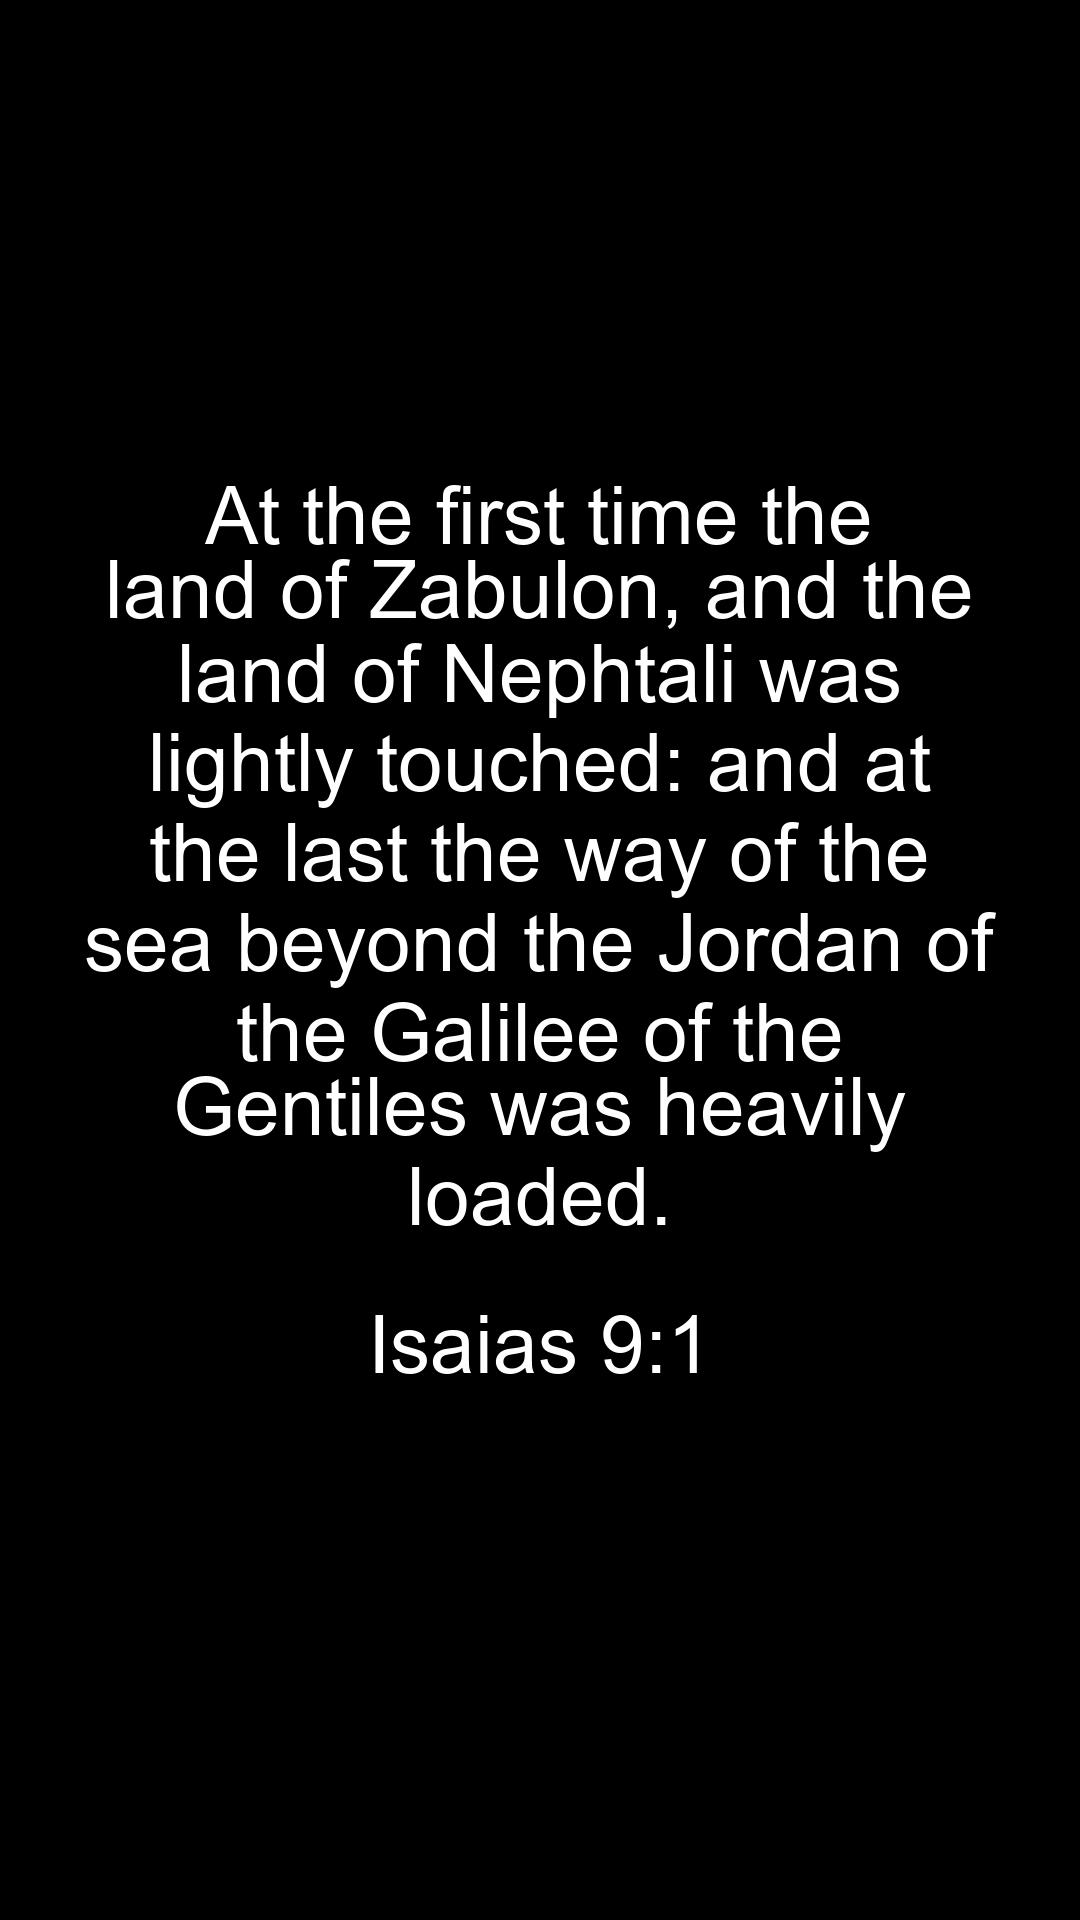 At the first time the
land of Zabulon, and the
land of Nephtali was
lightly touched: and at
the last the way of the
sea beyond the Jordan of
the Galilee of the
Gentiles was heavily
loaded.
Isaias 9:1